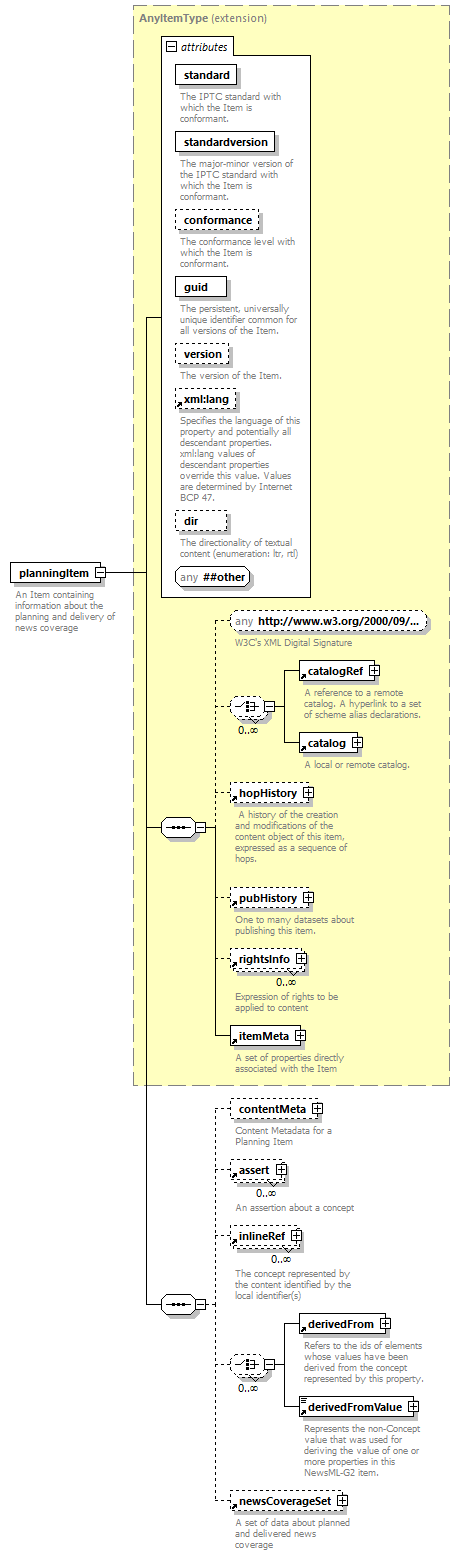 AnyItemType (extension)
attributes
standard
The IPTC standard with
which the Item is
conformant.
standardversion
The major-minor version of
the IPTC standard with
which the Item is
conformant.
conformance
The conformance level with
which the Item is
conformant.
guid
The persistent, universally
unique identifier common for
all versions of the Item.
version
The version of the Item.
xml:lang
Specifies the language of this
property and potentially all
descendant properties.
xml:lang values of
descendant properties
override this value. Values
are determined by Internet
BCP 47.
dir
The directionality of textual
content (enumeration: ltr, rtl)
any ##other
planningItem
An Item containing
information about the
planning and delivery of
news coverage
any http://www.w3.org/2000/09/...
W3C's XML Digital Signature
catalogRef
A reference to a remote
catalog. A hyperlink to a set
of scheme alias declarations.
0..∞
catalog
A local or remote catalog.
hopHistory
A history of the creation
and modifications of the
content object of this item,
expressed as a sequence of
hops.
pubHistory
One to many datasets about
publishing this item.
rightsInfo
0..∞
Expression of rights to be
applied to content
itemMeta
A set of properties directly
associated with the Item
contentMeta
Content Metadata for a
Planning Item
assert
0..∞
An assertion about a concept
inlineRef
0..∞
The concept represented by
the content identified by the
local identifier(s)
derivedFrom
Refers to the ids of elements
whose values have been
derived from the concept
represented by this property.
0..∞
derivedFromValue
Represents the non-Concept
value that was used for
deriving the value of one or
more properties in this
NewsML-G2 item.
newsCoverageSet
A set of data about planned
and delivered news
coverage